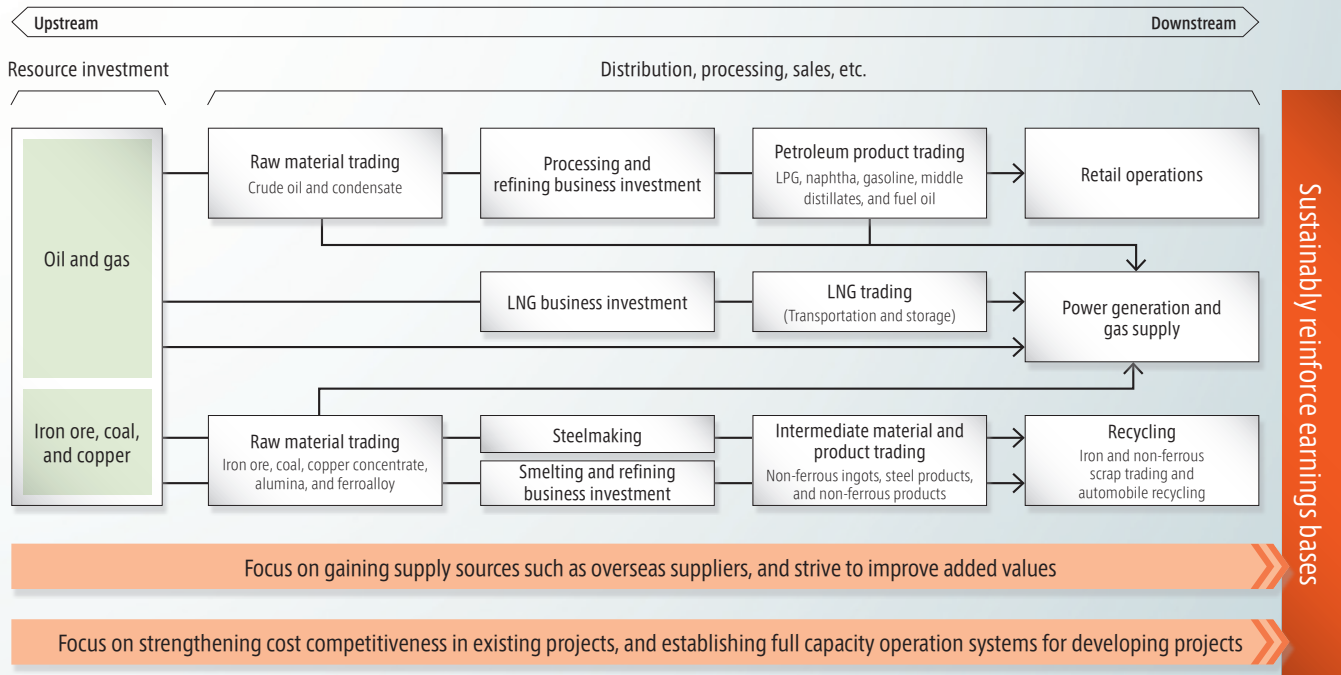 Upstream
Downstream
Resource investment
Distribution, processing, sales, etc.
Oil and gas
Raw material trading
Crude oil and condensate
Processing and
refining business investment
Petroleum product trading
LPG, naphtha, gasoline, middle
distillates, and fuel oil
Retail operations
LNG business investment
LNG trading
(Transportation and storage)
Power generation and
gas supply
Iron ore, coal,
and copper
Raw material trading
Iron ore, coal, copper concentrate,
alumina, and ferroalloy
Steelmaking
Smelting and refining
business investment
Intermediate material and
product trading
Non-ferrous ingots, steel products,
and non-ferrous products
Recycling
Iron and non-ferrous
scrap trading and
automobile recycling
Focus on gaining supply sources such as overseas suppliers, and strive to improve added values
Focus on strengthening cost competitiveness in existing projects, and establishing full capacity operation systems for developing projects
Sustainably reinforce earnings bases